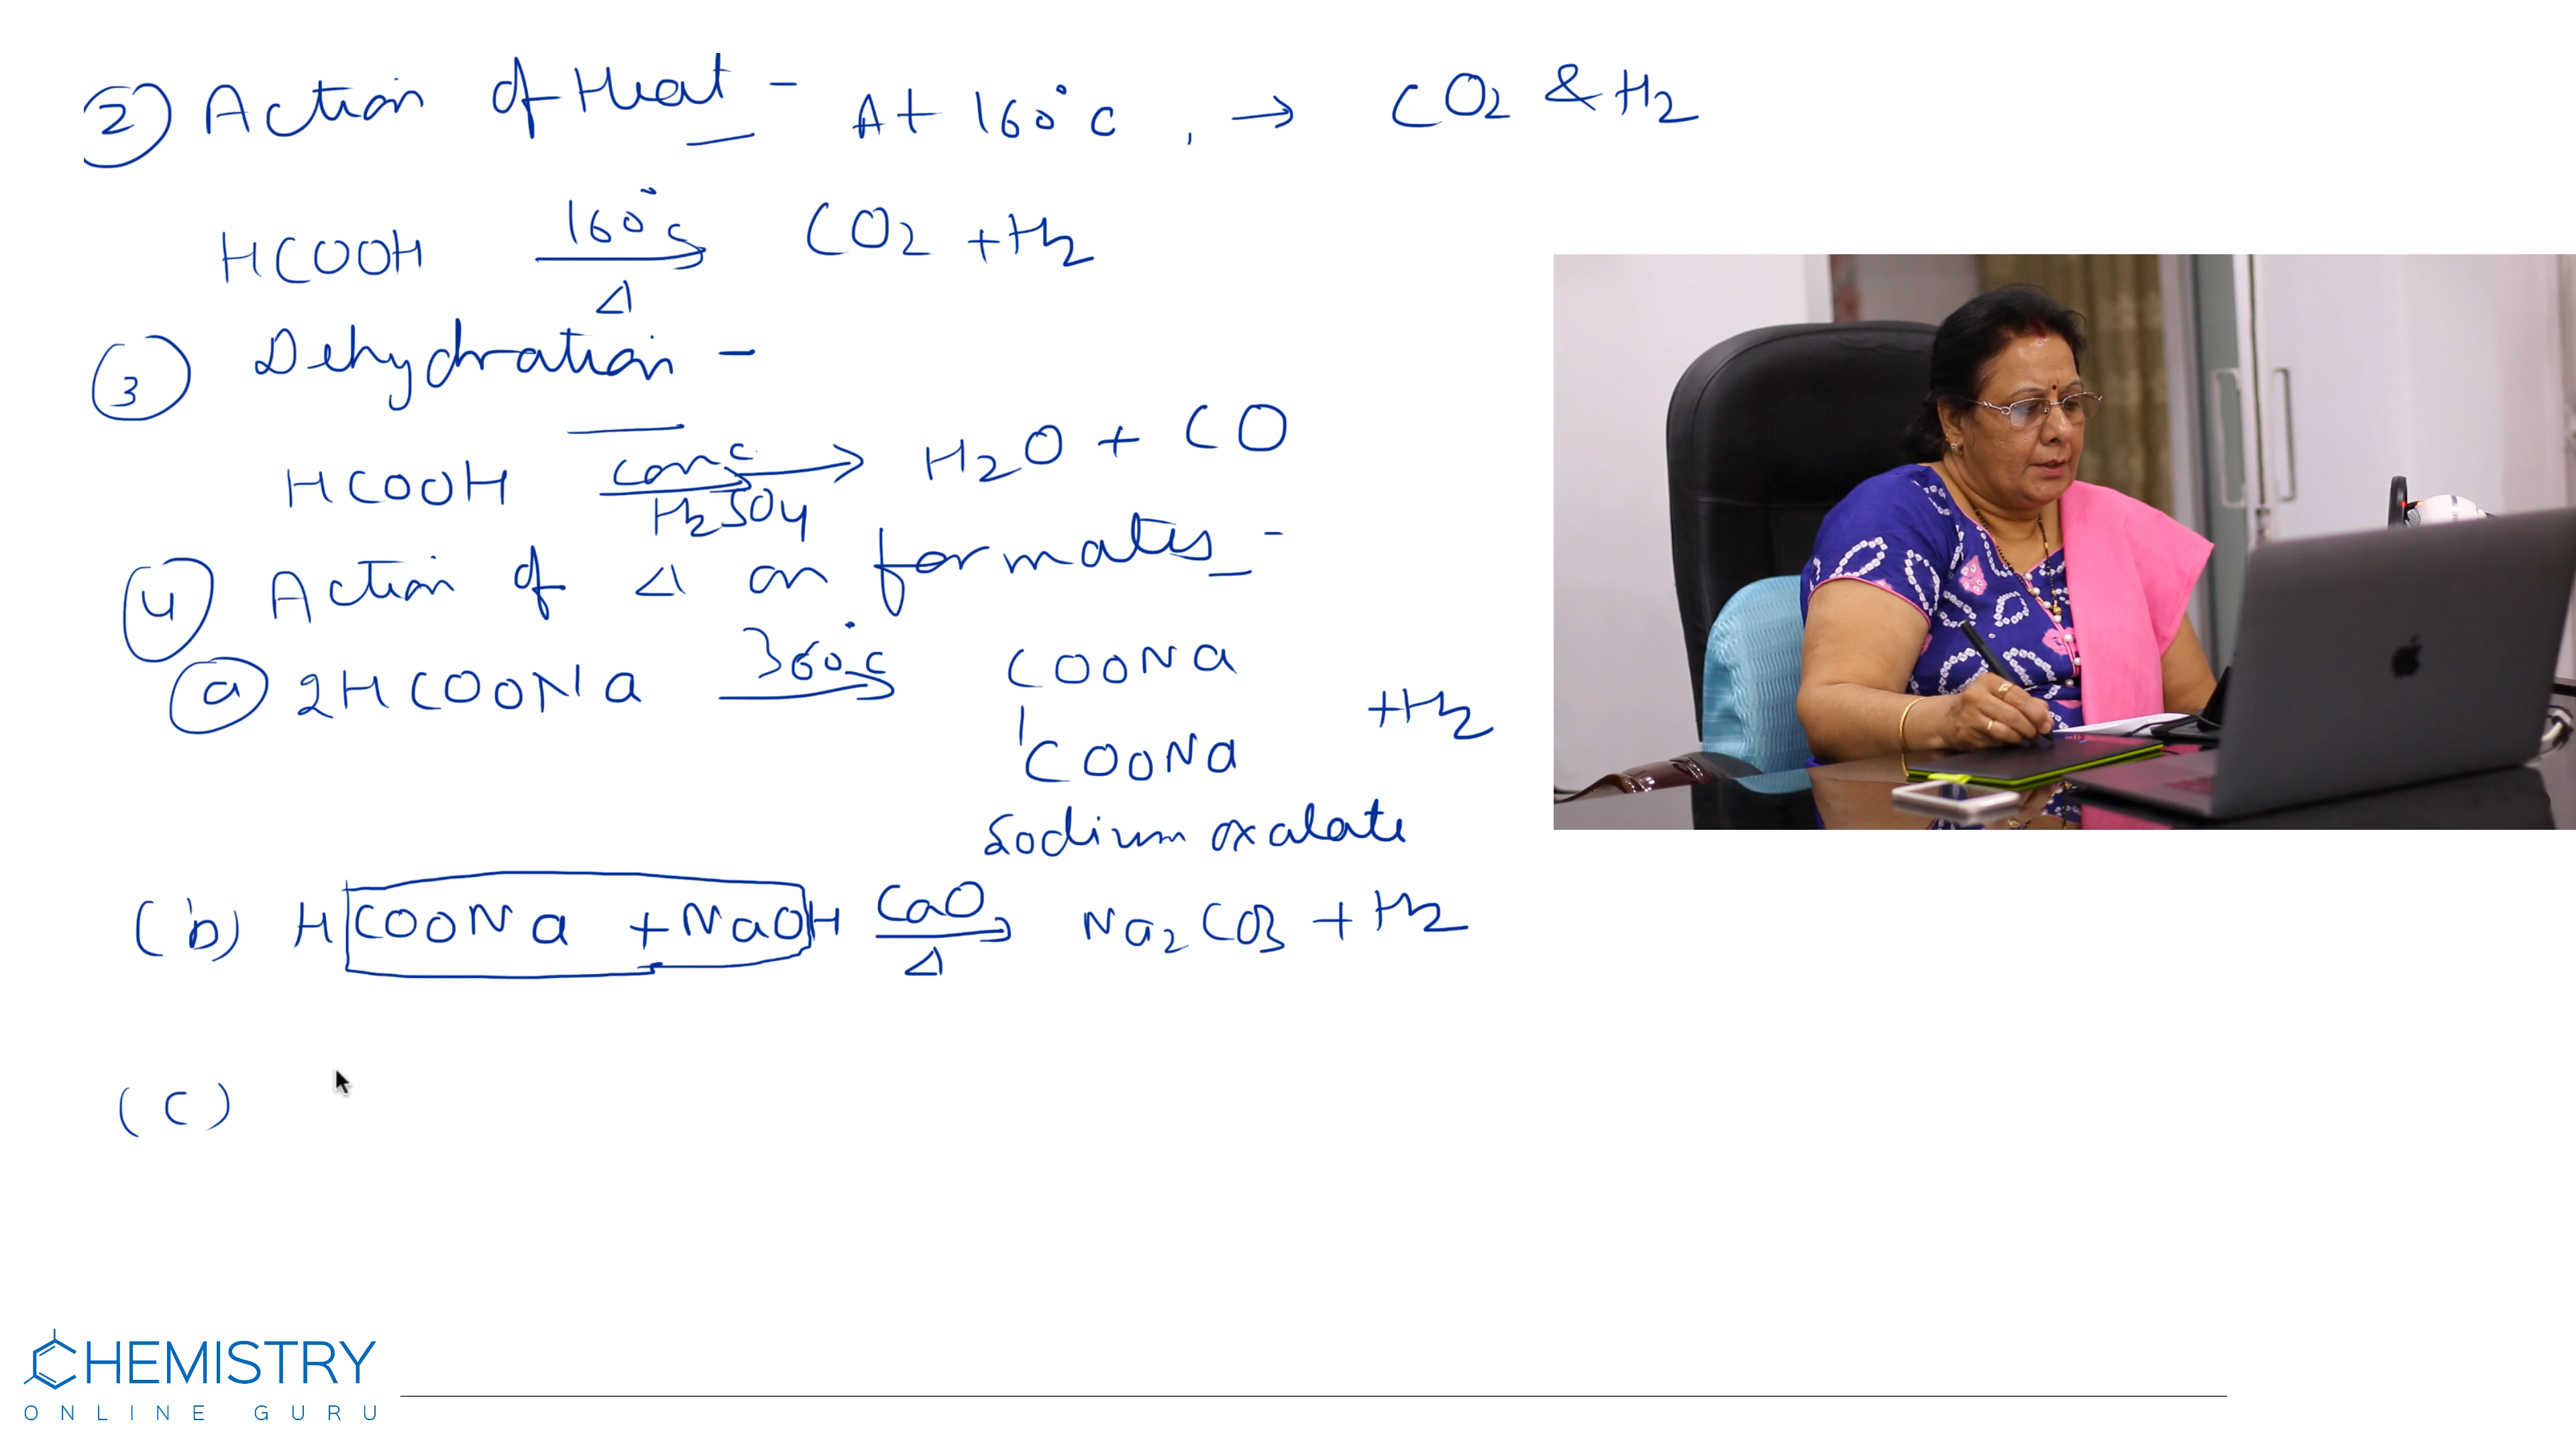 ② Action of Heat - At 160°C, → CO2 & H2
HCOOH 160°C Δ → CO2 + H2
③ Dehydration -
HCOOH conc H2SO4 → H2O + CO
④ Action of Δ on formates -
ⓐ 2HCOONa 360°C → COONa
| + H2
COONa
Sodium oxalate
(b) HCOONa + NaOH CaO Δ → Na2CO3 + H2
(C)
CHEMISTRY
ONLINE GURU